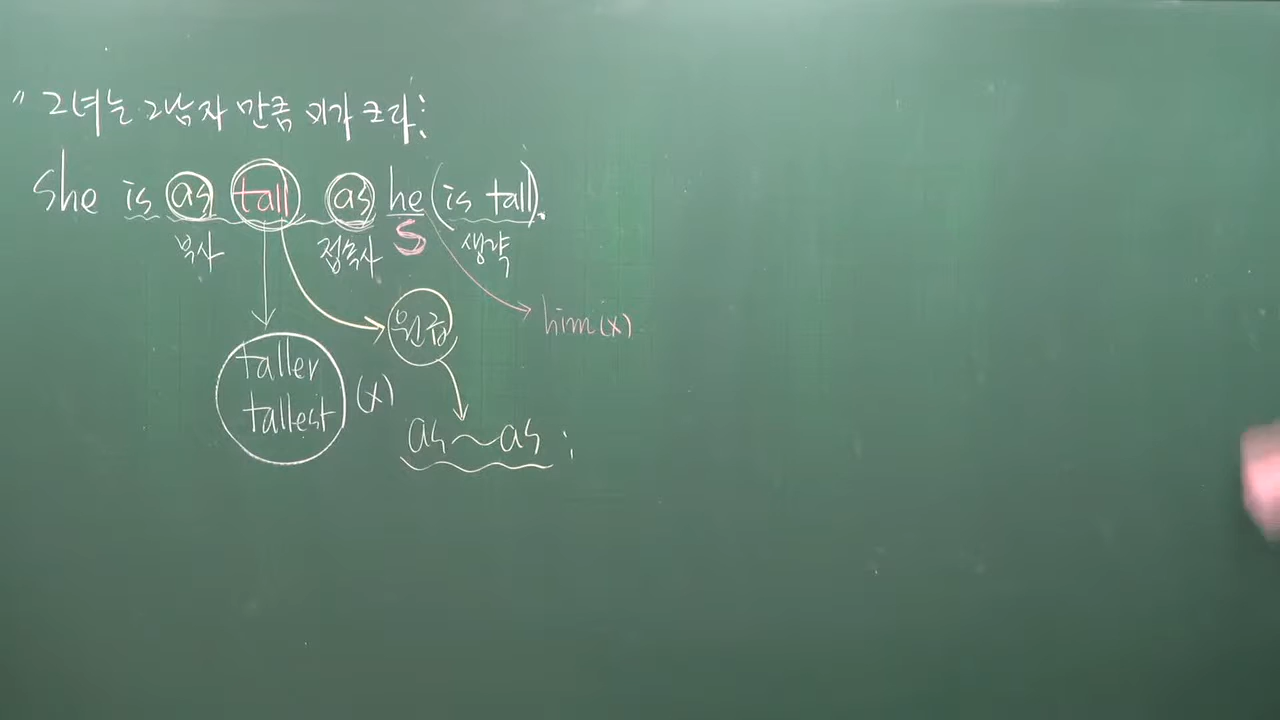 " 그녀는 그남자 만큼 키가 크다 :
She is as tall as he (is tall).
부사 접속사 S 생략
원급 him (x)
taller
tallest (x)
as ~ as :